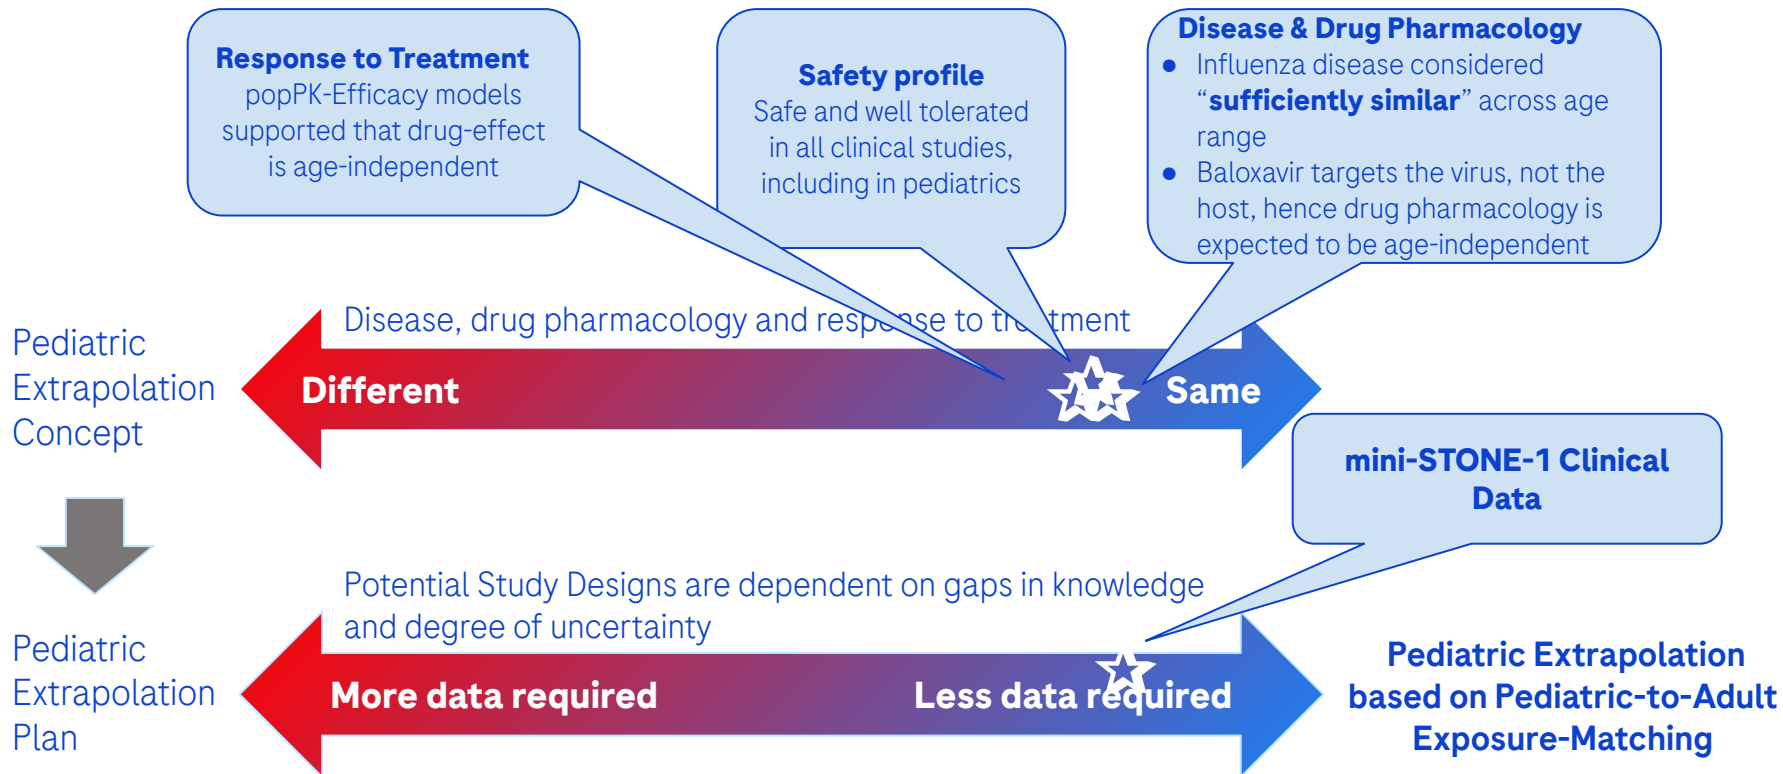 Response to Treatment
popPK-Efficacy models
supported that drug-effect
is age-independent
Safety profile
Safe and well tolerated
in all clinical studies,
including in pediatrics
Disease & Drug Pharmacology
● Influenza disease considered
“sufficiently similar” across age
range
● Baloxavir targets the virus, not the
host, hence drug pharmacology is
expected to be age-independent
Pediatric
Extrapolation
Concept
Disease, drug pharmacology and response to treatment
Different
Same
mini-STONE-1 Clinical
Data
Potential Study Designs are dependent on gaps in knowledge
and degree of uncertainty
Pediatric
Extrapolation
Plan
More data required
Less data required
Pediatric Extrapolation
based on Pediatric-to-Adult
Exposure-Matching